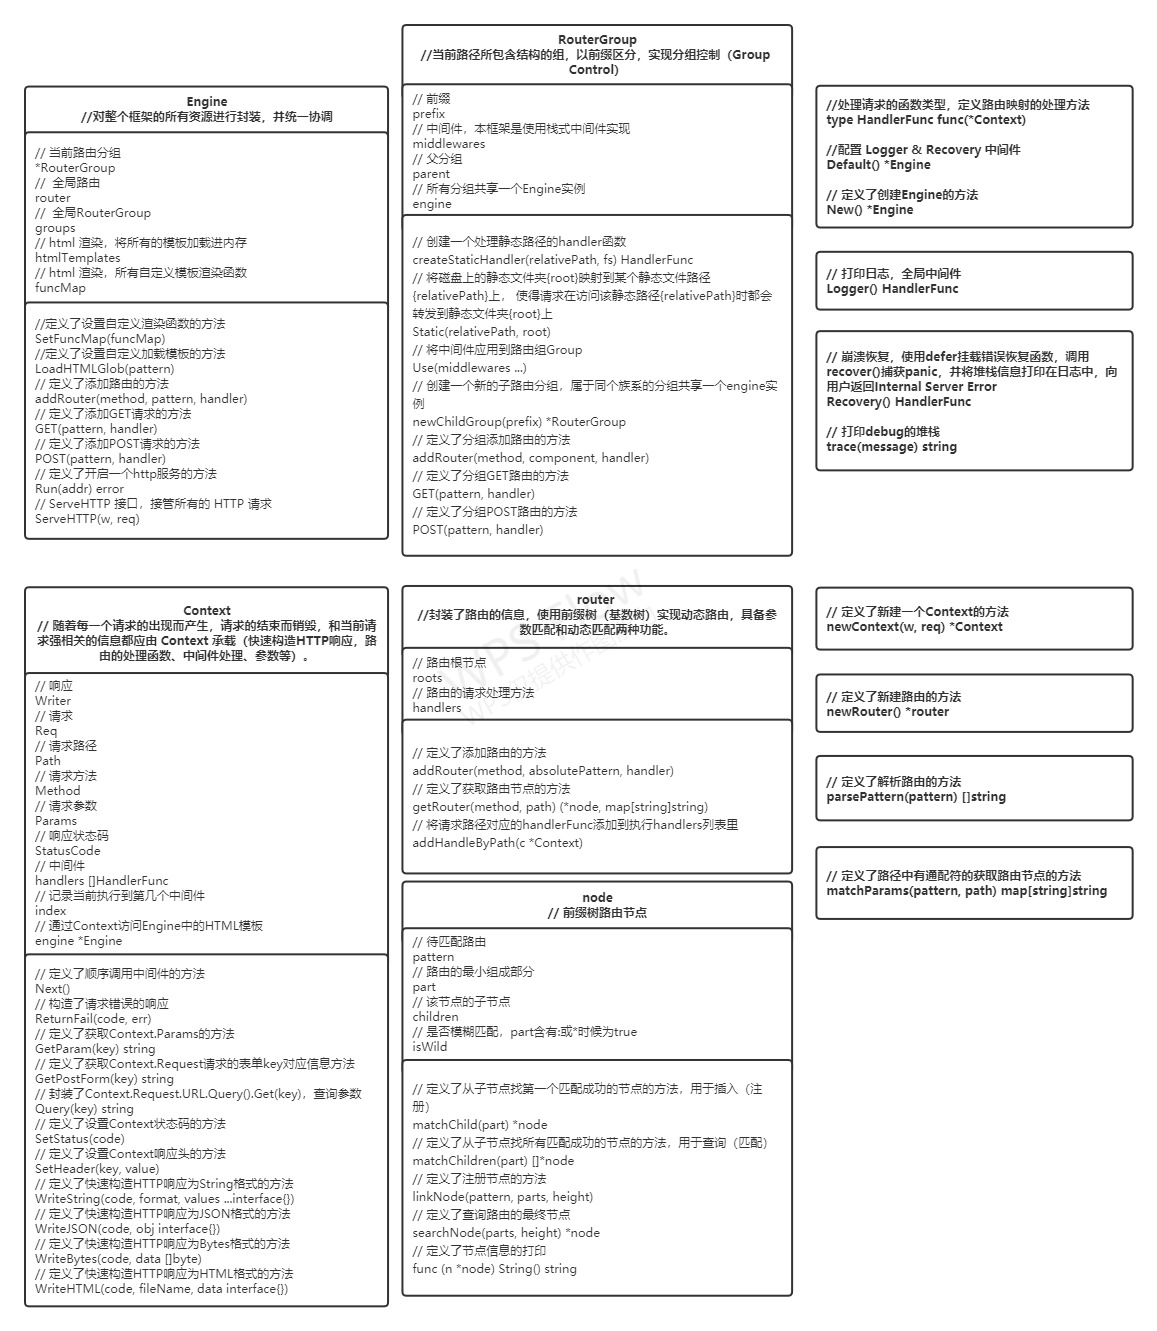 Engine
//对整个框架的所有资源进行封装，并统一协调
// 当前路由分组
*RouterGroup
//  全局路由
router
//  全局RouterGroup
groups
// html 渲染，将所有的模板加载进内存
htmlTemplates
// html 渲染，所有自定义模板渲染函数
funcMap
//定义了设置自定义渲染函数的方法
SetFuncMap(funcMap)
//定义了设置自定义加载模板的方法
LoadHTMLGlob(pattern)
// 定义了添加路由的方法
addRouter(method, pattern, handler)
// 定义了添加GET请求的方法
GET(pattern, handler)
// 定义了添加POST请求的方法
POST(pattern, handler)
// 定义了开启一个http服务的方法
Run(addr) error
// ServeHTTP 接口，接管所有的 HTTP 请求
ServeHTTP(w, req)
RouterGroup
//当前路径所包含结构的组，以前缀区分，实现分组控制（Group
Control）
// 前缀
prefix
// 中间件，本框架是使用栈式中间件实现
middlewares
// 父分组
parent
// 所有分组共享一个Engine实例
engine
// 创建一个处理静态路径的handler函数
createStaticHandler(relativePath, fs) HandlerFunc
// 将磁盘上的静态文件夹{root}映射到某个静态文件路径
{relativePath}上， 使得请求在访问该静态路径{relativePath}时都会
转发到静态文件夹{root}上
Static(relativePath, root)
// 将中间件应用到路由组Group
Use(middlewares ...)
// 创建一个新的子路由分组，属于同个族系的分组共享一个engine实
例
newChildGroup(prefix) *RouterGroup
// 定义了分组添加路由的方法
addRouter(method, component, handler)
// 定义了分组GET路由的方法
GET(pattern, handler)
// 定义了分组POST路由的方法
POST(pattern, handler)
//处理请求的函数类型，定义路由映射的处理方法
type HandlerFunc func(*Context)
//配置 Logger & Recovery 中间件
Default() *Engine
// 定义了创建Engine的方法
New() *Engine
// 打印日志，全局中间件
Logger() HandlerFunc
// 崩溃恢复，使用defer挂载错误恢复函数，调用
recover()捕获panic，并将堆栈信息打印在日志中，向
用户返回Internal Server Error
Recovery() HandlerFunc
// 打印debug的堆栈
trace(message) string
Context
// 随着每一个请求的出现而产生，请求的结束而销毁，和当前请
求强相关的信息都应由 Context 承载（快速构造HTTP响应，路
由的处理函数、中间件处理、参数等）。
// 响应
Writer
// 请求
Req
// 请求路径
Path
// 请求方法
Method
// 请求参数
Params
// 响应状态码
StatusCode
// 中间件
handlers []HandlerFunc
// 记录当前执行到第几个中间件
index
// 通过Context访问Engine中的HTML模板
engine *Engine
// 定义了顺序调用中间件的方法
Next()
// 构造了请求错误的响应
ReturnFail(code, err)
// 定义了获取Context.Params的方法
GetParam(key) string
// 定义了获取Context.Request请求的表单key对应信息方法
GetPostForm(key) string
// 封装了Context.Request.URL.Query().Get(key)，查询参数
Query(key) string
// 定义了设置Context状态码的方法
SetStatus(code)
// 定义了设置Context响应头的方法
SetHeader(key, value)
// 定义了快速构造HTTP响应为String格式的方法
WriteString(code, format, values ...interface{})
// 定义了快速构造HTTP响应为JSON格式的方法
WriteJSON(code, obj interface{})
// 定义了快速构造HTTP响应为Bytes格式的方法
WriteBytes(code, data []byte)
// 定义了快速构造HTTP响应为HTML格式的方法
WriteHTML(code, fileName, data interface{})
router
//封装了路由的信息，使用前缀树（基数树）实现动态路由，具备参
数匹配和动态匹配两种功能。
// 路由根节点
roots
// 路由的请求处理方法
handlers
// 定义了添加路由的方法
addRouter(method, absolutePattern, handler)
// 定义了获取路由节点的方法
getRouter(method, path) (*node, map[string]string)
// 将请求路径对应的handlerFunc添加到执行handlers列表里
addHandleByPath(c *Context)
node
// 前缀树路由节点
// 待匹配路由
pattern
// 路由的最小组成部分
part
// 该节点的子节点
children
// 是否模糊匹配，part含有:或*时候为true
isWild
// 定义了从子节点找第一个匹配成功的节点的方法，用于插入（注
册）
matchChild(part) *node
// 定义了从子节点找所有匹配成功的节点的方法，用于查询（匹配）
matchChildren(part) []*node
// 定义了注册节点的方法
linkNode(pattern, parts, height)
// 定义了查询路由的最终节点
searchNode(parts, height) *node
// 定义了节点信息的打印
func (n *node) String() string
// 定义了新建一个Context的方法
newContext(w, req) *Context
// 定义了新建路由的方法
newRouter() *router
// 定义了解析路由的方法
parsePattern(pattern) []string
// 定义了路径中有通配符的获取路由节点的方法
matchParams(pattern, path) map[string]string